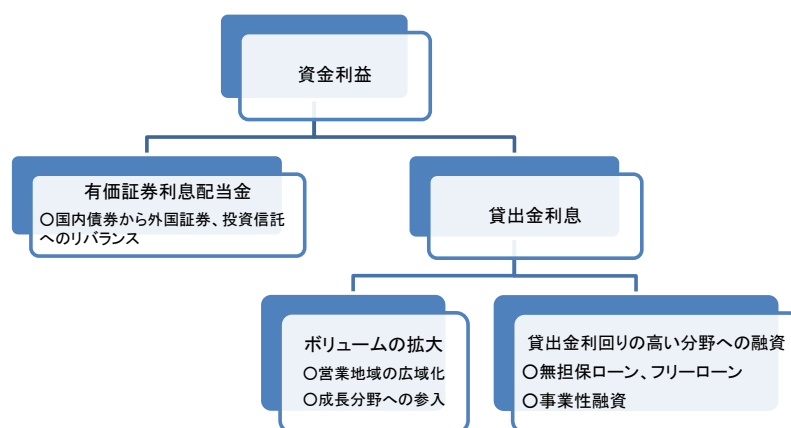 資金利益
有価証券利息配当金
○国内債券から外国証券、投資信託
へのリバランス
貸出金利息
ボリュームの拡大
○営業地域の広域化
○成長分野への参入
貸出金利回りの高い分野への融資
○無担保ローン、フリーローン
○事業性融資